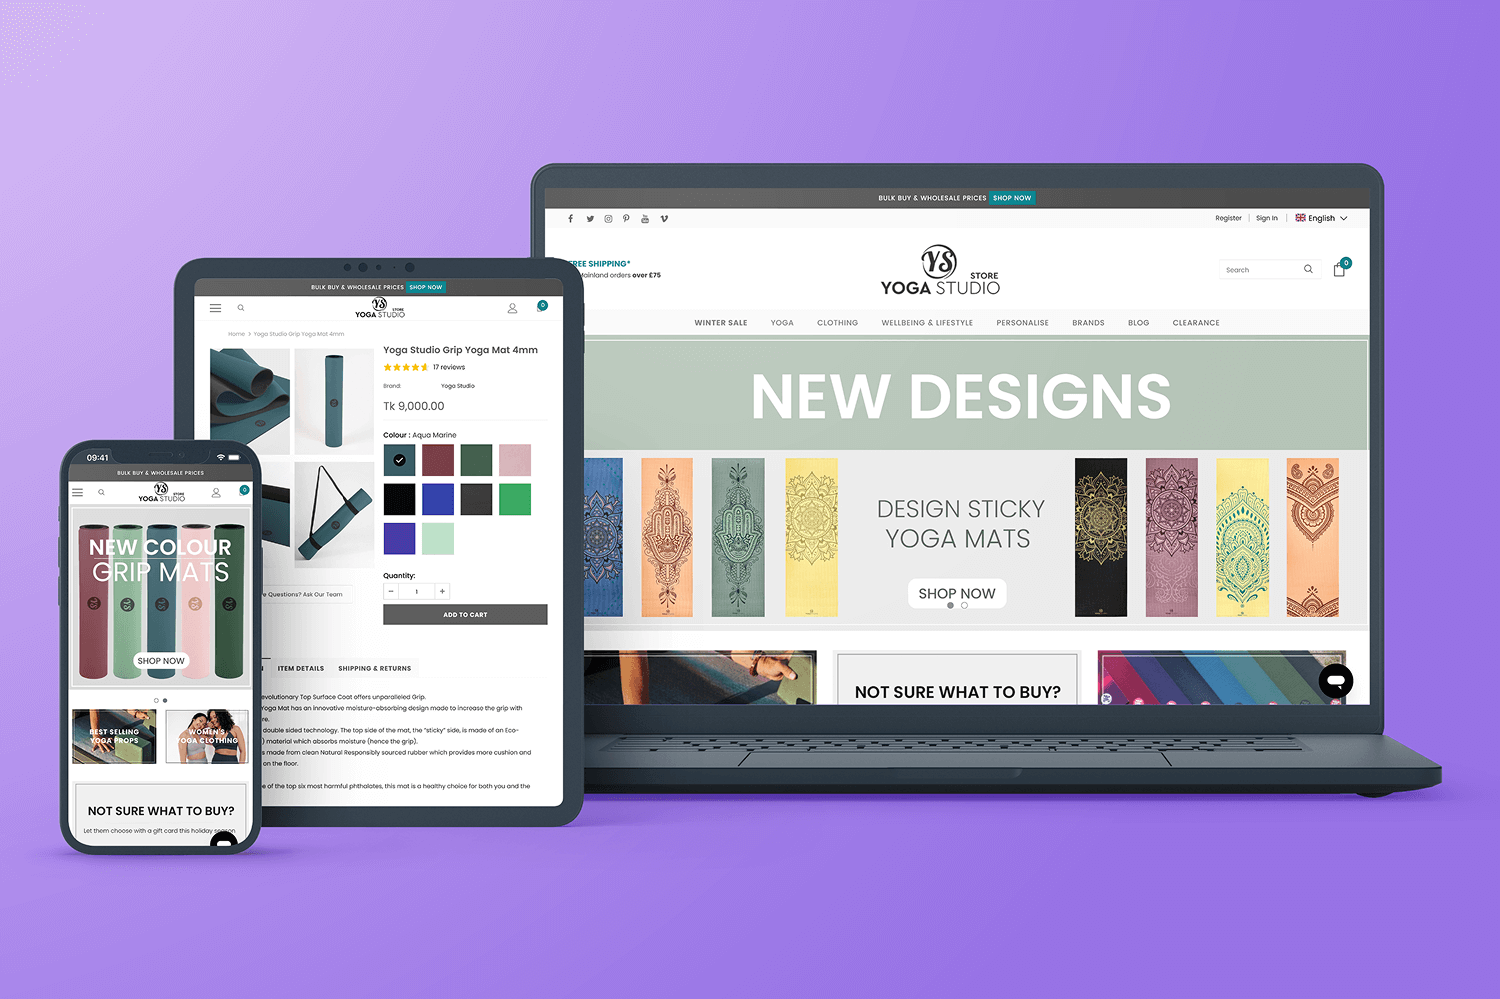 BULK BUY & WHOLESALE PRICES SHOP NOW
Register Sign In English
FREE SHIPPING*
Mainland orders over £75
YS
STORE
YOGA STUDIO
Search
0
WINTER SALE YOGA CLOTHING WELLBEING & LIFESTYLE PERSONALISE BRANDS BLOG CLEARANCE
NEW DESIGNS
DESIGN STICKY
YOGA MATS
SHOP NOW
NOT SURE WHAT TO BUY?
BULK BUY & WHOLESALE PRICES SHOP NOW
YS
STORE
YOGA STUDIO
0
Home > Yoga Studio Grip Yoga Mat 4mm
Yoga Studio Grip Yoga Mat 4mm
17 reviews
Brand: Yoga Studio
Tk 9,000.00
Colour : Aqua Marine
Quantity:
− 1 +
ADD TO CART
Questions? Ask Our Team
ITEM DETAILS SHIPPING & RETURNS
Top Surface Coat offers unparalleled Grip.
Yoga Mat has an innovative moisture-absorbing design made to increase the grip with
double sided technology. The top side of the mat, the "sticky" side, is made of an Eco-
material which absorbs moisture (hence the grip).
made from clean Natural Responsibly sourced rubber which provides more cushion and
on the floor.
of the top six most harmful phthalates, this mat is a healthy choice for both you and the
09:41
BULK BUY & WHOLESALE PRICES
YS
STORE
YOGA STUDIO
0
NEW COLOUR
GRIP MATS
SHOP NOW
BEST SELLING
YOGA PROPS
WOMEN'S
YOGA CLOTHING
NOT SURE WHAT TO BUY?
Let them choose with a gift card this holiday season